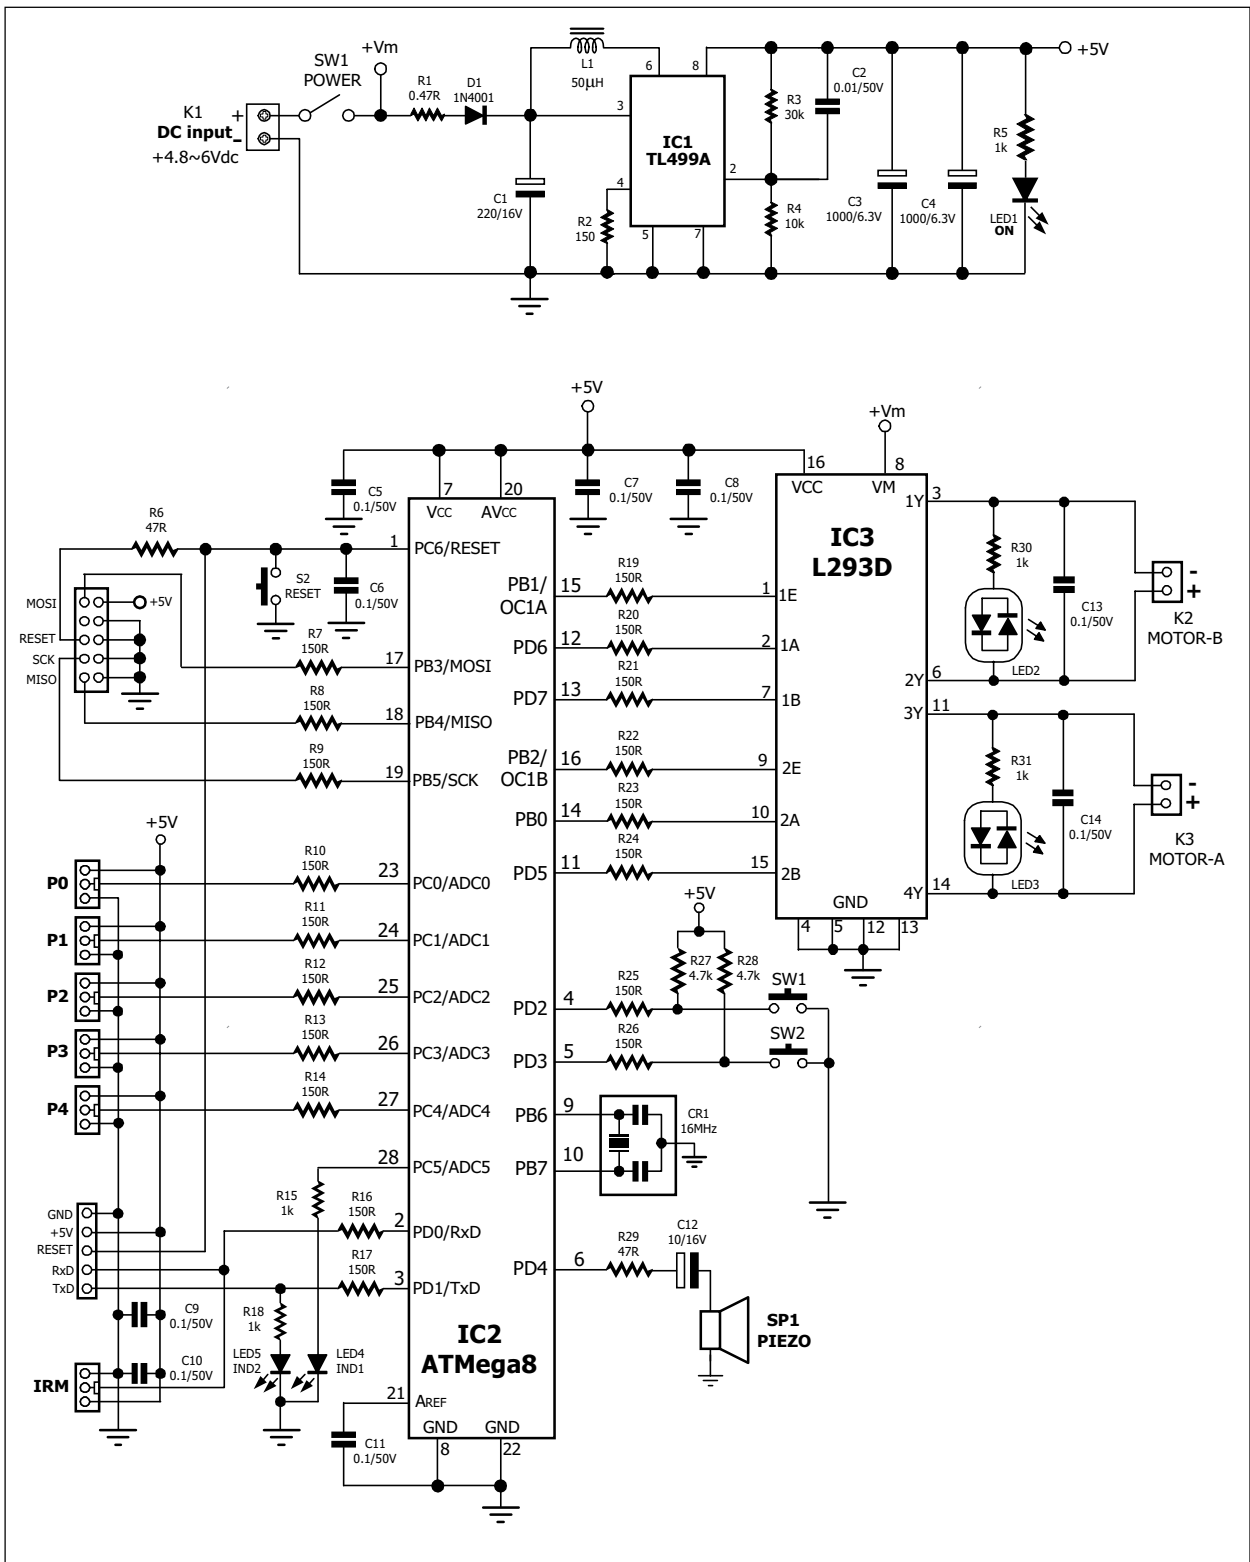 +Vm
SW1
POWER
K1
DC input
+4.8~6Vdc
+
-
R1
0.47R
D1
1N4001
L1
50µH
6
8
3
IC1
TL499A
2
4
5
7
C1
220/16V
R2
150
R3
30k
C2
0.01/50V
R4
10k
C3
1000/6.3V
C4
1000/6.3V
R5
1k
LED1
ON
+5V
+5V
+Vm
C5
0.1/50V
7
20
VCC
AVCC
C7
0.1/50V
C8
0.1/50V
16
8
VCC
VM
IC3
L293D
R6
47R
1
PC6/RESET
S2
RESET
C6
0.1/50V
MOSI
+5V
RESET
SCK
MISO
R7
150R
17
PB3/MOSI
R8
150R
18
PB4/MISO
R9
150R
19
PB5/SCK
PB1/
OC1A
15
R19
150R
1
1E
PD6
12
R20
150R
2
1A
PD7
13
R21
150R
7
1B
PB2/
OC1B
16
R22
150R
9
2E
PB0
14
R23
150R
10
2A
PD5
11
R24
150R
15
2B
1Y
3
R30
1k
C13
0.1/50V
LED2
-
+
K2
MOTOR-B
2Y
6
3Y
11
R31
1k
C14
0.1/50V
LED3
-
+
K3
MOTOR-A
4Y
14
GND
4
5
12
13
+5V
P0
R10
150R
23
PC0/ADC0
P1
R11
150R
24
PC1/ADC1
P2
R12
150R
25
PC2/ADC2
P3
R13
150R
26
PC3/ADC3
P4
R14
150R
27
PC4/ADC4
28
PC5/ADC5
+5V
R27
4.7k
R28
4.7k
PD2
4
R25
150R
SW1
PD3
5
R26
150R
SW2
PB6
9
PB7
10
CR1
16MHz
R15
1k
R16
150R
2
PD0/RxD
R17
150R
3
PD1/TxD
GND
+5V
RESET
RxD
TxD
C9
0.1/50V
R18
1k
C10
0.1/50V
LED5
IND2
LED4
IND1
IRM
PD4
6
R29
47R
C12
10/16V
SP1
PIEZO
IC2
ATMega8
21
AREF
GND
GND
8
22
C11
0.1/50V